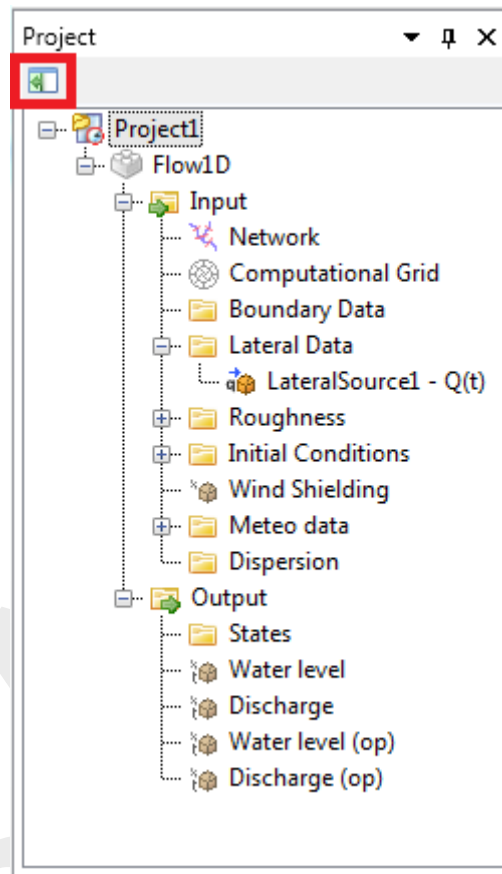 Project
Project1
Flow1D
Input
Network
Computational Grid
Boundary Data
Lateral Data
LateralSource1 - Q(t)
Roughness
Initial Conditions
Wind Shielding
Meteo data
Dispersion
Output
States
Water level
Discharge
Water level (op)
Discharge (op)